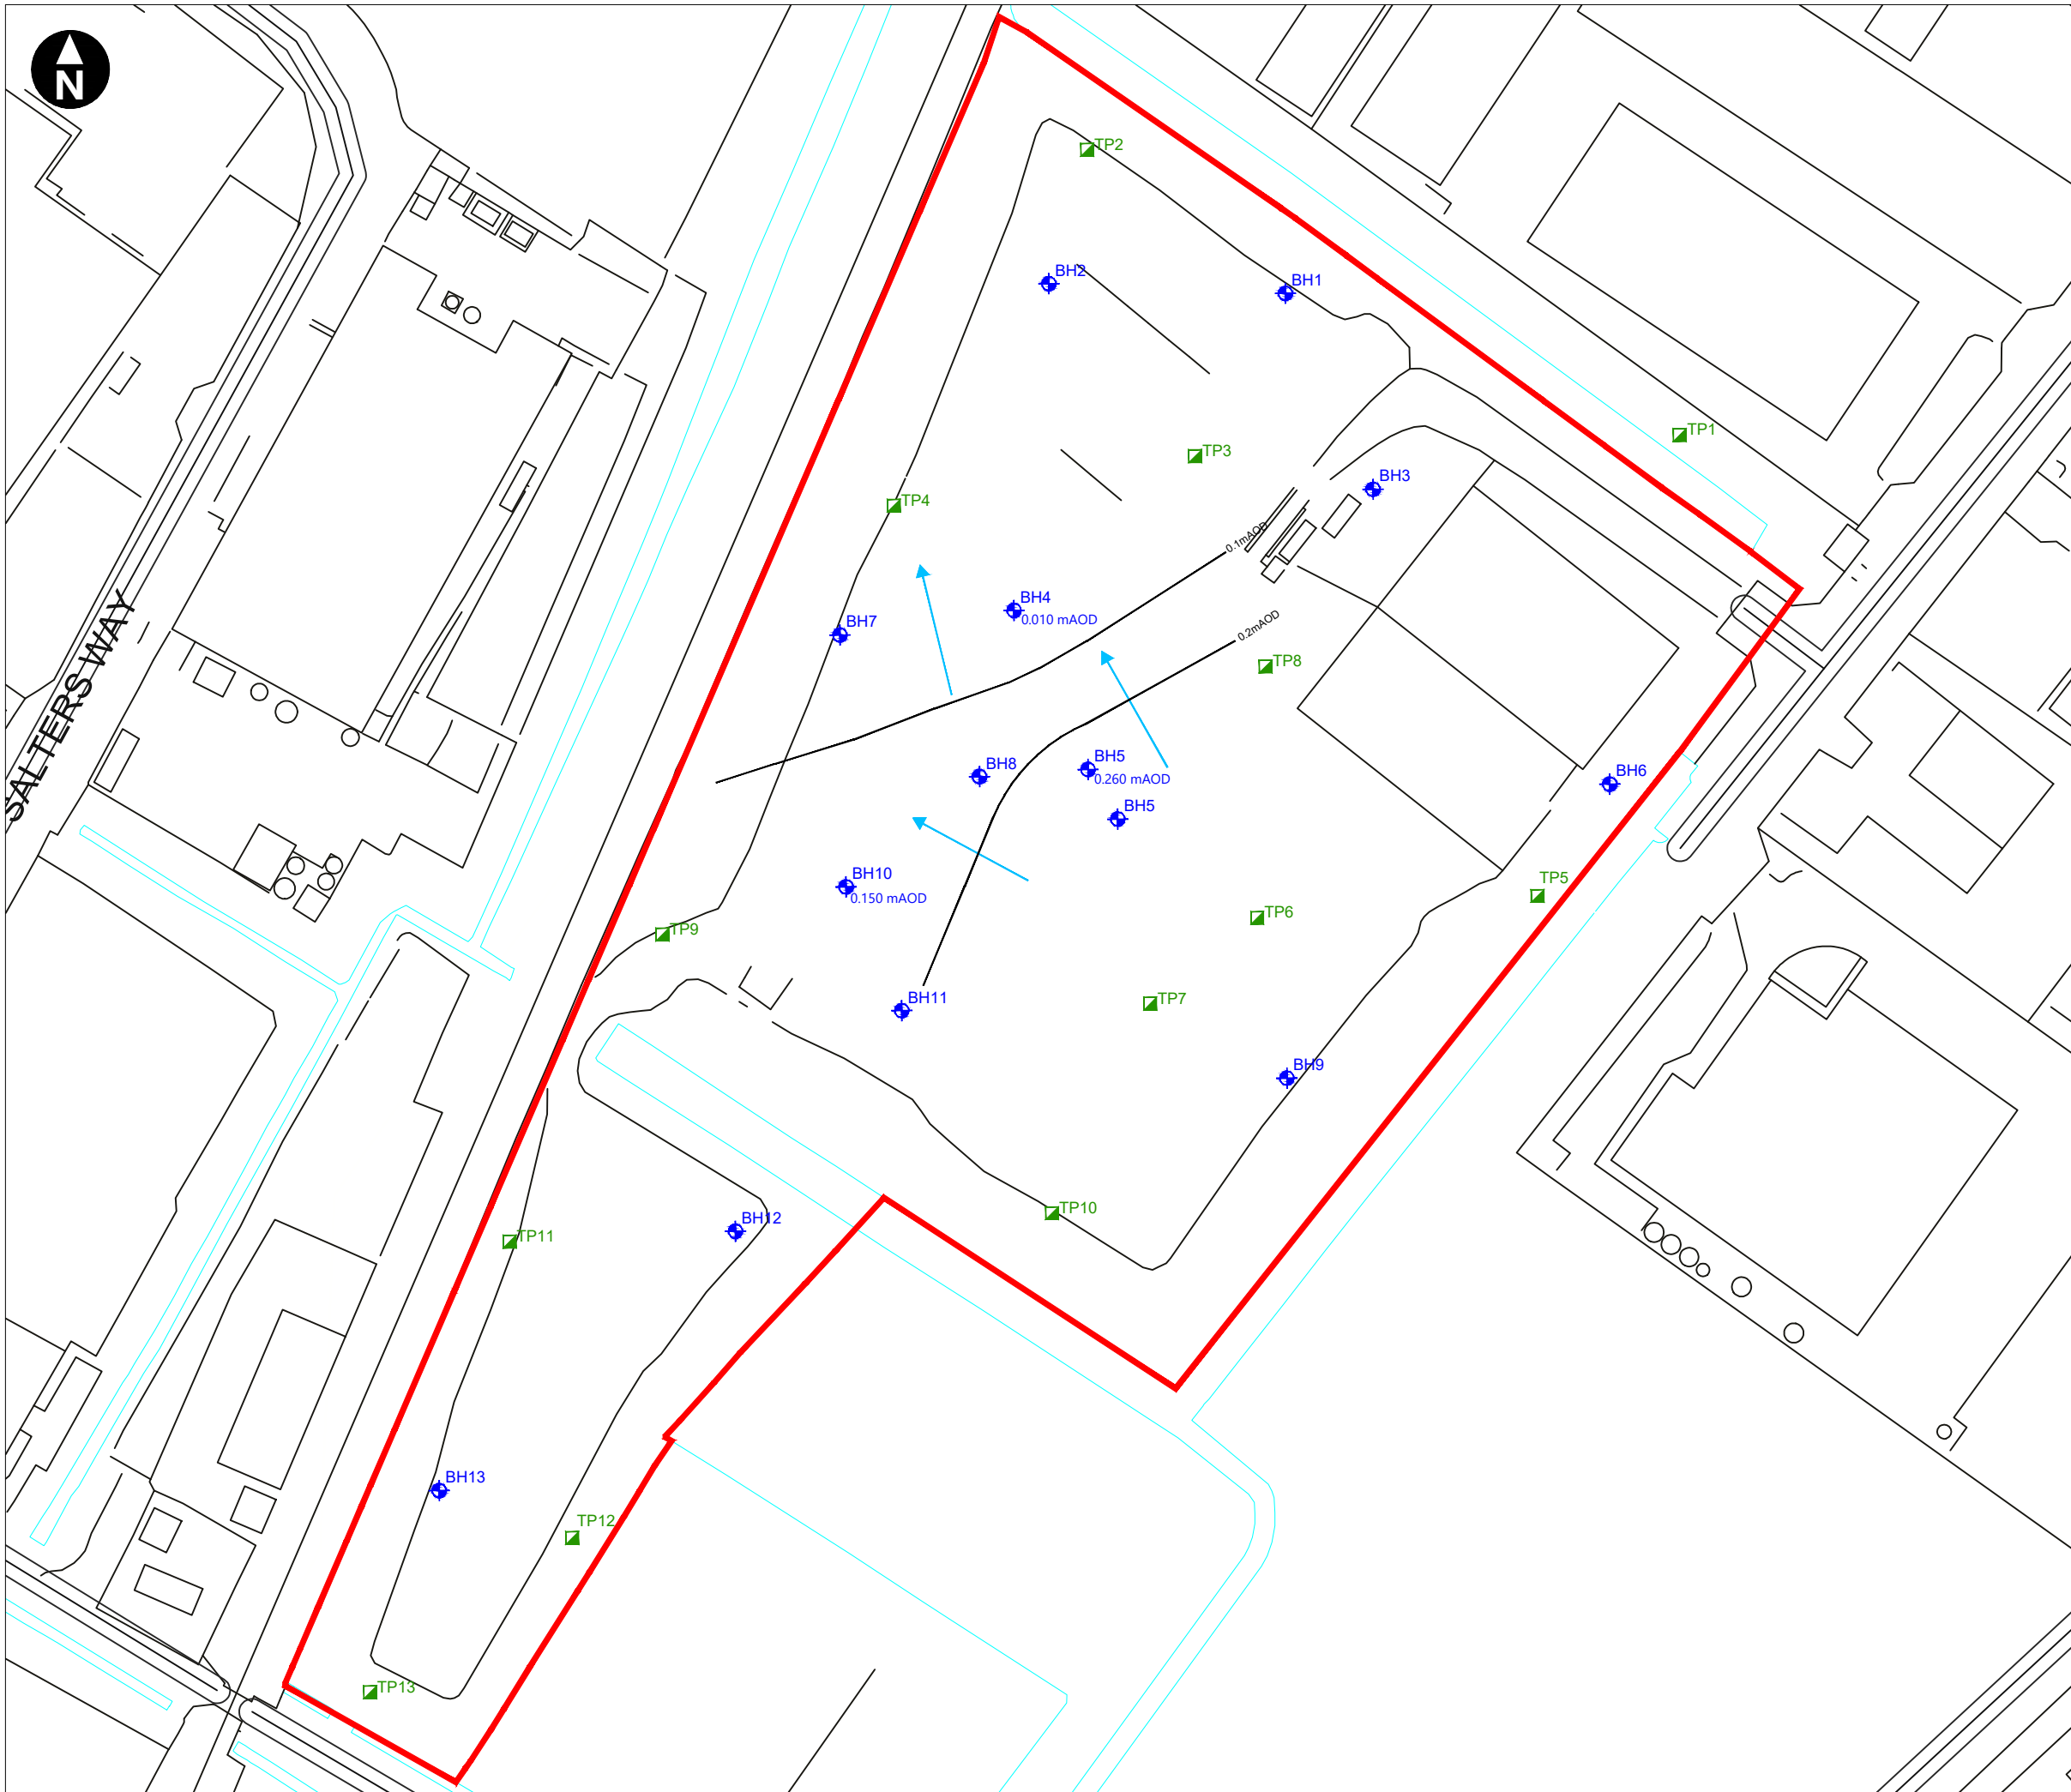 N
TP2
BH2
BH1
TP1
TP3
BH3
TP4
0.1mAOD
BH4
0.010 mAOD
BH7
0.2mAOD
TP8
SALTERS WAY
BH8
BH5
0.260 mAOD
BH6
BH5
BH10
0.150 mAOD
TP5
TP6
TP9
BH11
TP7
BH9
TP10
BH12
TP11
BH13
TP12
TP13